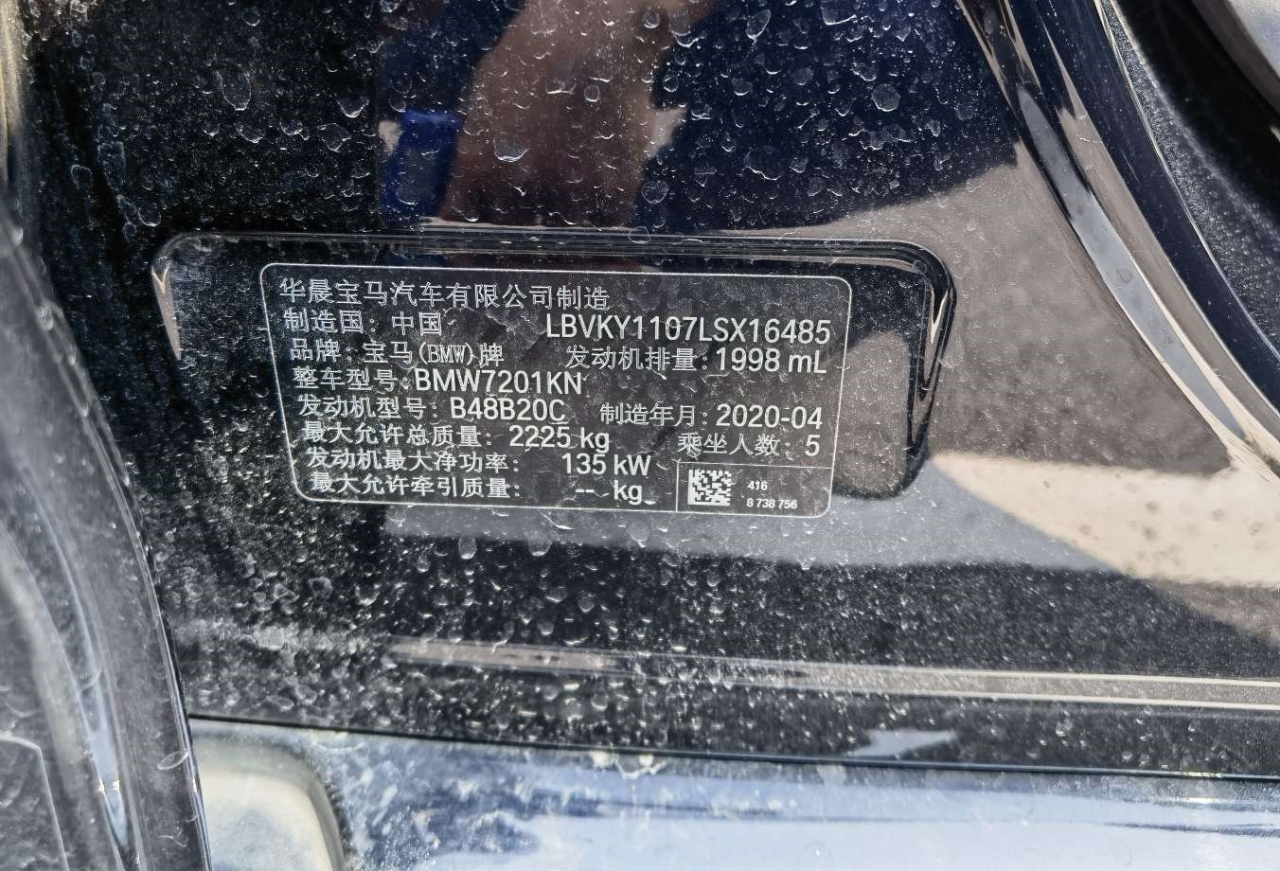 华晨宝马汽车有限公司制造
制造国：中国 LBVKY1107LSX16485
品牌：宝马(BMW)牌 发动机排量：1998 mL
整车型号：BMW7201KN
发动机型号：B48B20C 制造年月：2020-04
最大允许总质量：2225 kg 乘坐人数：5
发动机最大净功率：135 kW
最大允许牵引质量：-- kg
416
8 738 756